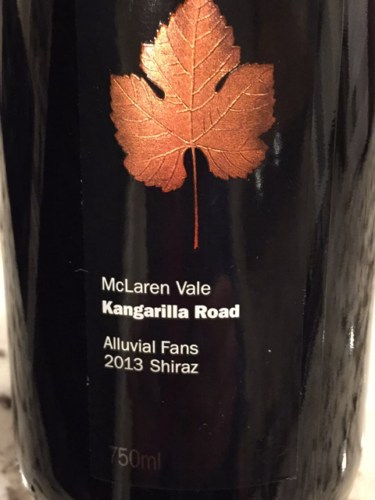 McLaren Vale
Kangarilla Road
Alluvial Fans
2013 Shiraz
750ml